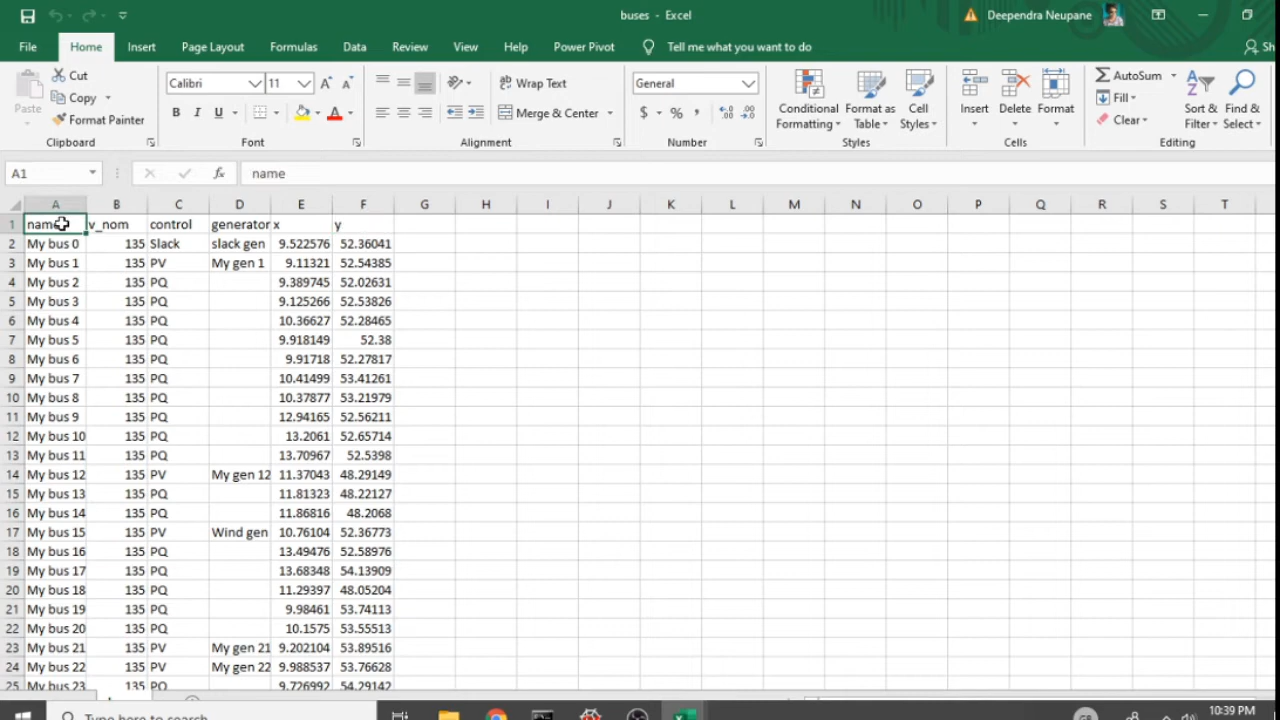 buses - Excel
Deependra Neupane
File Home Insert Page Layout Formulas Data Review View Help Power Pivot Tell me what you want to do Sh
Paste
Cut
Copy
Format Painter
Clipboard
Calibri 11
B I U
Font
Wrap Text
Merge & Center
Alignment
General
$ % ,
Number
Conditional Formatting
Format as Table
Cell Styles
Styles
Insert Delete Format
Cells
AutoSum
Fill
Clear
Sort & Filter
Find & Select
Editing
A1 fx name
A B C D E F G H I J K L M N O P Q R S T
1 name v_nom control generator x y
2 My bus 0 135 Slack slack gen 9.522576 52.36041
3 My bus 1 135 PV My gen 1 9.11321 52.54385
4 My bus 2 135 PQ 9.389745 52.02631
5 My bus 3 135 PQ 9.125266 52.53826
6 My bus 4 135 PQ 10.36627 52.28465
7 My bus 5 135 PQ 9.918149 52.38
8 My bus 6 135 PQ 9.91718 52.27817
9 My bus 7 135 PQ 10.41499 53.41261
10 My bus 8 135 PQ 10.37877 53.21979
11 My bus 9 135 PQ 12.94165 52.56211
12 My bus 10 135 PQ 13.2061 52.65714
13 My bus 11 135 PQ 13.70967 52.5398
14 My bus 12 135 PV My gen 12 11.37043 48.29149
15 My bus 13 135 PQ 11.81323 48.22127
16 My bus 14 135 PQ 11.86816 48.2068
17 My bus 15 135 PV Wind gen 10.76104 52.36773
18 My bus 16 135 PQ 13.49476 52.58976
19 My bus 17 135 PQ 13.68348 54.13909
20 My bus 18 135 PQ 11.29397 48.05204
21 My bus 19 135 PQ 9.98461 53.74113
22 My bus 20 135 PQ 10.1575 53.55513
23 My bus 21 135 PV My gen 21 9.202104 53.89516
24 My bus 22 135 PV My gen 22 9.988537 53.76628
25 My bus 23 135 PQ 9.726992 54.29142
Type here to search
10:39 PM